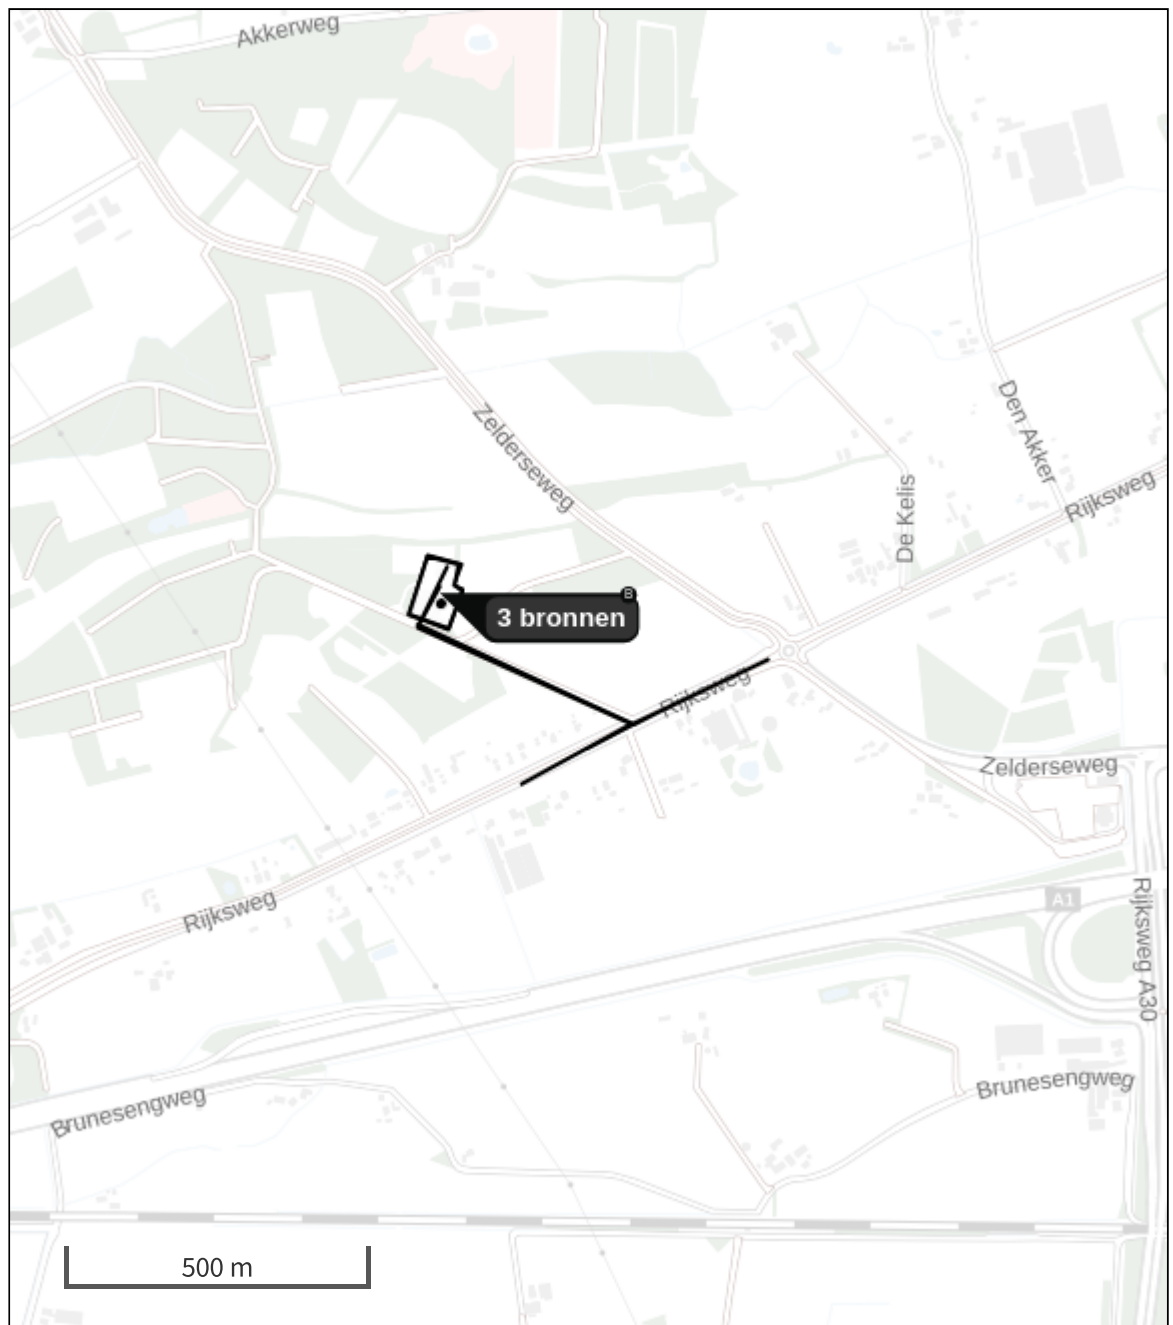 Akkerweg
Zelderseweg
Den Akker
De Kelis
Rijksweg
B
3 bronnen
Rijksweg
Zelderseweg
A1
Rijksweg
Rijksweg A30
Brunesengweg
Brunesengweg
500 m